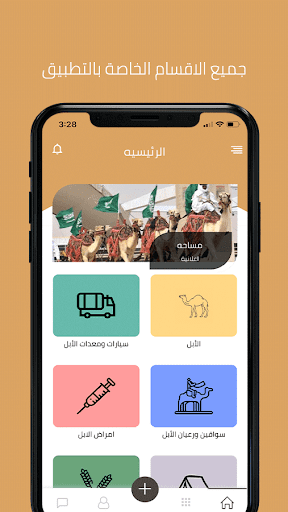 جميع الاقسام الخاصة بالتطبيق
3:28
الرئيسيه
مساحه
اعلانية
الأبل
سيارات ومعدات الأبل
سواقين ورعيان الأبل
امراض الابل